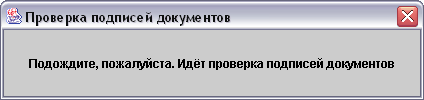 Проверка подписей документов
Подождите, пожалуйста. Идёт проверка подписей документов